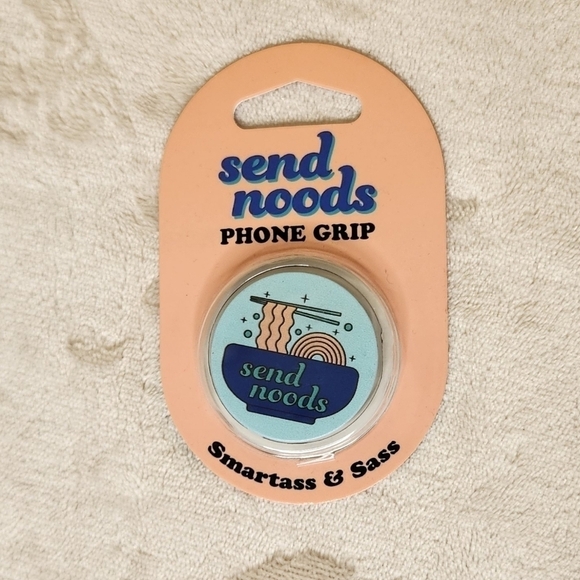 send
noods
PHONE GRIP
send
noods
Smartass & Sass